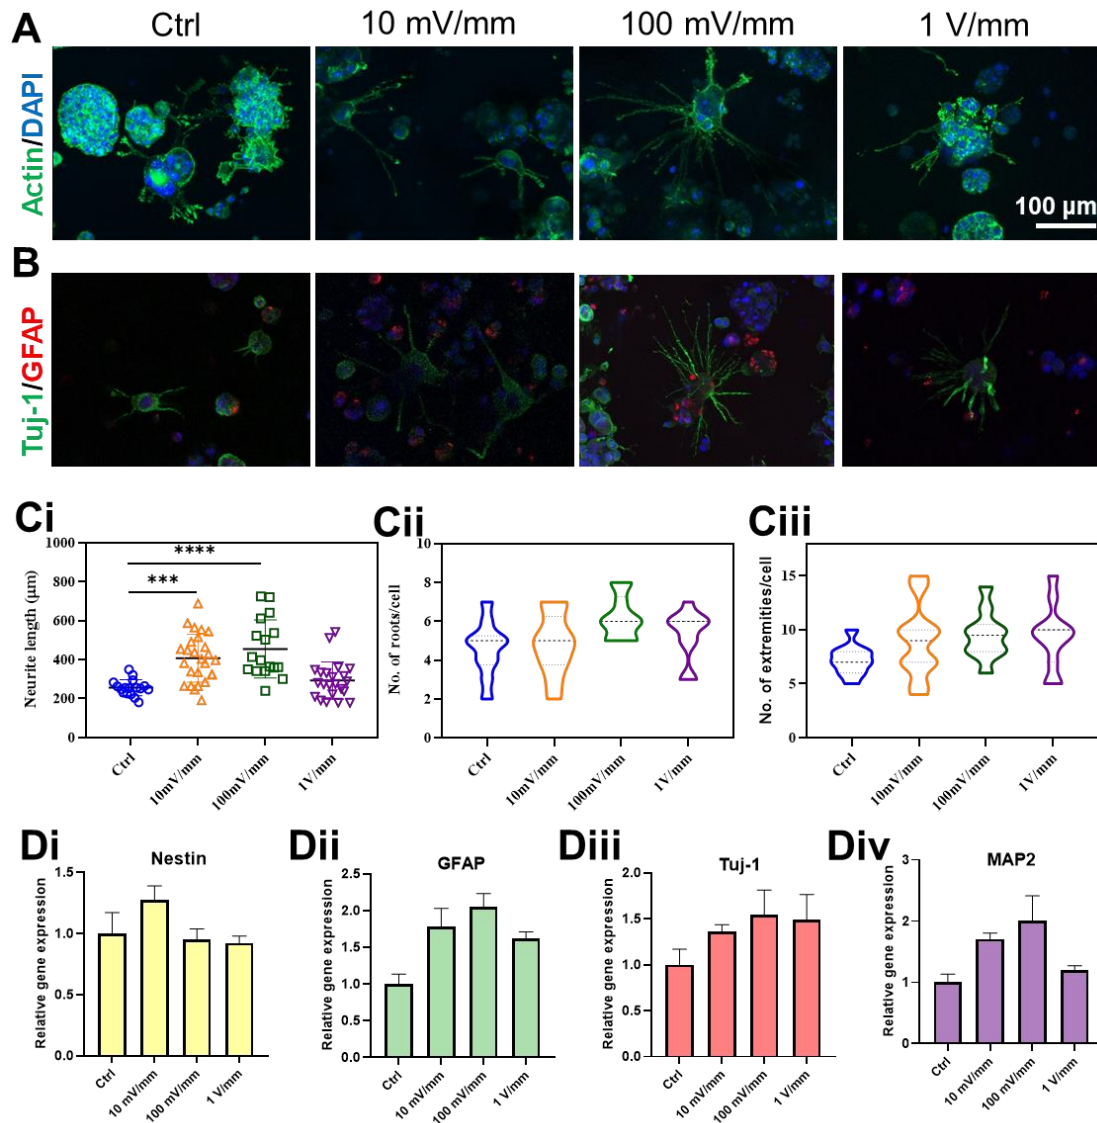 A
Ctrl
10 mV/mm
100 mV/mm
1 V/mm
Actin/DAPI
100 µm
B
Tuj-1/GFAP
Ci
Neurite length (µm)
1000
800
600
400
200
0
****
***
Ctrl
10mV/mm
100mV/mm
1V/mm
Cii
No. of roots/cell
10
8
6
4
2
0
Ctrl
10mV/mm
100mV/mm
1V/mm
Ciii
No. of extremities/cell
15
10
5
0
Ctrl
10mV/mm
100mV/mm
1V/mm
Di
Nestin
Relative gene expression
1.5
1.0
0.5
0.0
Ctrl
10 mV/mm
100 mV/mm
1 V/mm
Dii
GFAP
Relative gene expression
2.5
2.0
1.5
1.0
0.5
0.0
Ctrl
10 mV/mm
100 mV/mm
1 V/mm
Diii
Tuj-1
Relative gene expression
2.0
1.5
1.0
0.5
0.0
Ctrl
10 mV/mm
100 mV/mm
1 V/mm
Div
MAP2
Relative gene expression
3
2
1
0
Ctrl
10 mV/mm
100 mV/mm
1 V/mm